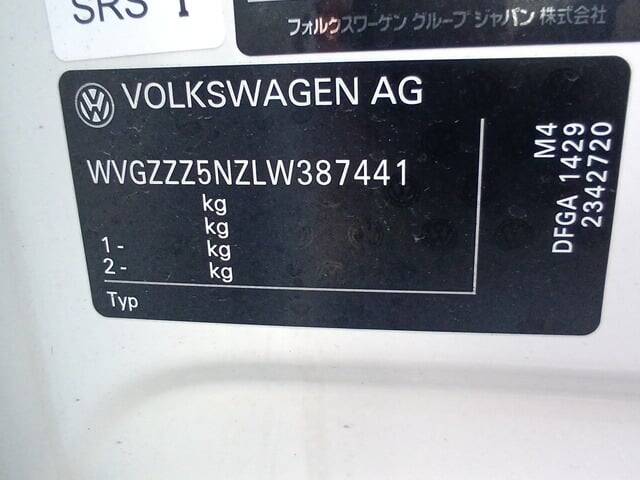 SRS I
フォルクスワーゲン グループ ジャパン 株式会社
VOLKSWAGEN AG
WVGZZZ5NZLW387441
kg
kg
1 - kg
2 - kg
Typ
M4
DFGA 1429
2342720